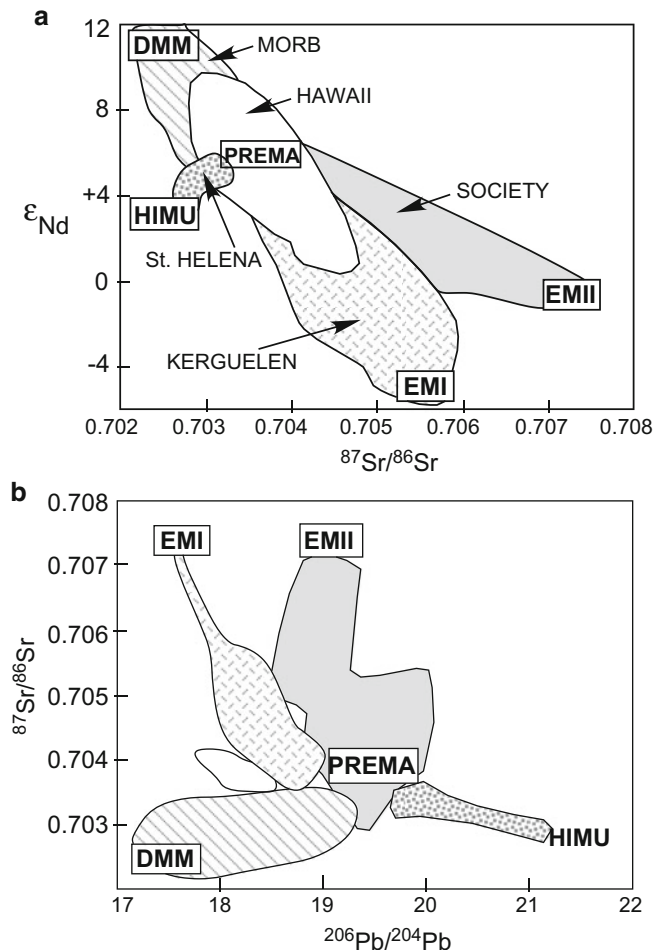 a
12
8
+4
0
-4
εNd
DMM
MORB
HAWAII
PREMA
SOCIETY
HIMU
St. HELENA
EMII
KERGUELEN
EMI
0.702 0.703 0.704 0.705 0.706 0.707 0.708
87Sr/86Sr
b
0.708
0.707
0.706
0.705
0.704
0.703
87Sr/86Sr
EMI
EMII
PREMA
DMM
HIMU
17 18 19 20 21 22
206Pb/204Pb